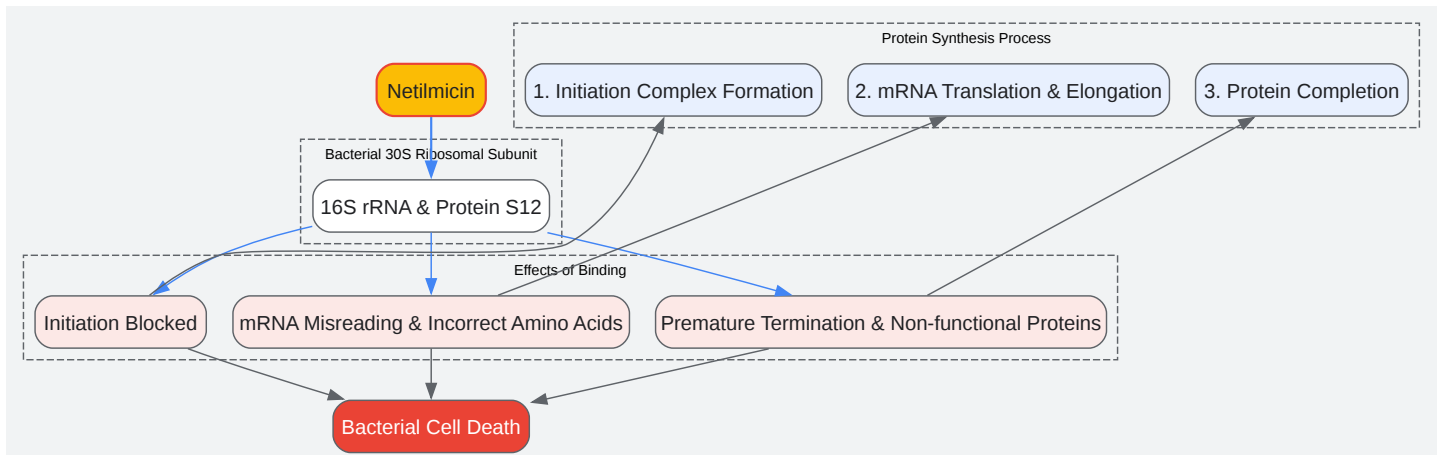 Protein Synthesis Process
Netilmicin
1. Initiation Complex Formation
2. mRNA Translation & Elongation
3. Protein Completion
Bacterial 30S Ribosomal Subunit
16S rRNA & Protein S12
Effects of Binding
Initiation Blocked
mRNA Misreading & Incorrect Amino Acids
Premature Termination & Non-functional Proteins
Bacterial Cell Death